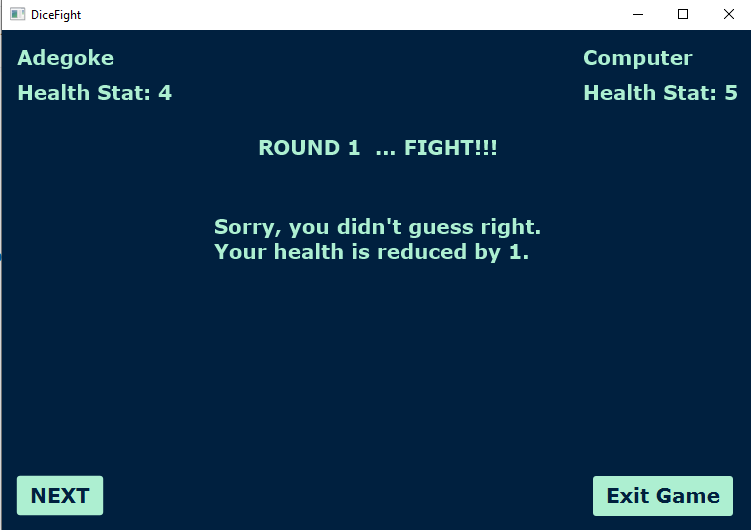 DiceFight
Adegoke
Computer
Health Stat: 4
Health Stat: 5
ROUND 1  ... FIGHT!!!
Sorry, you didn't guess right.
Your health is reduced by 1.
NEXT
Exit Game